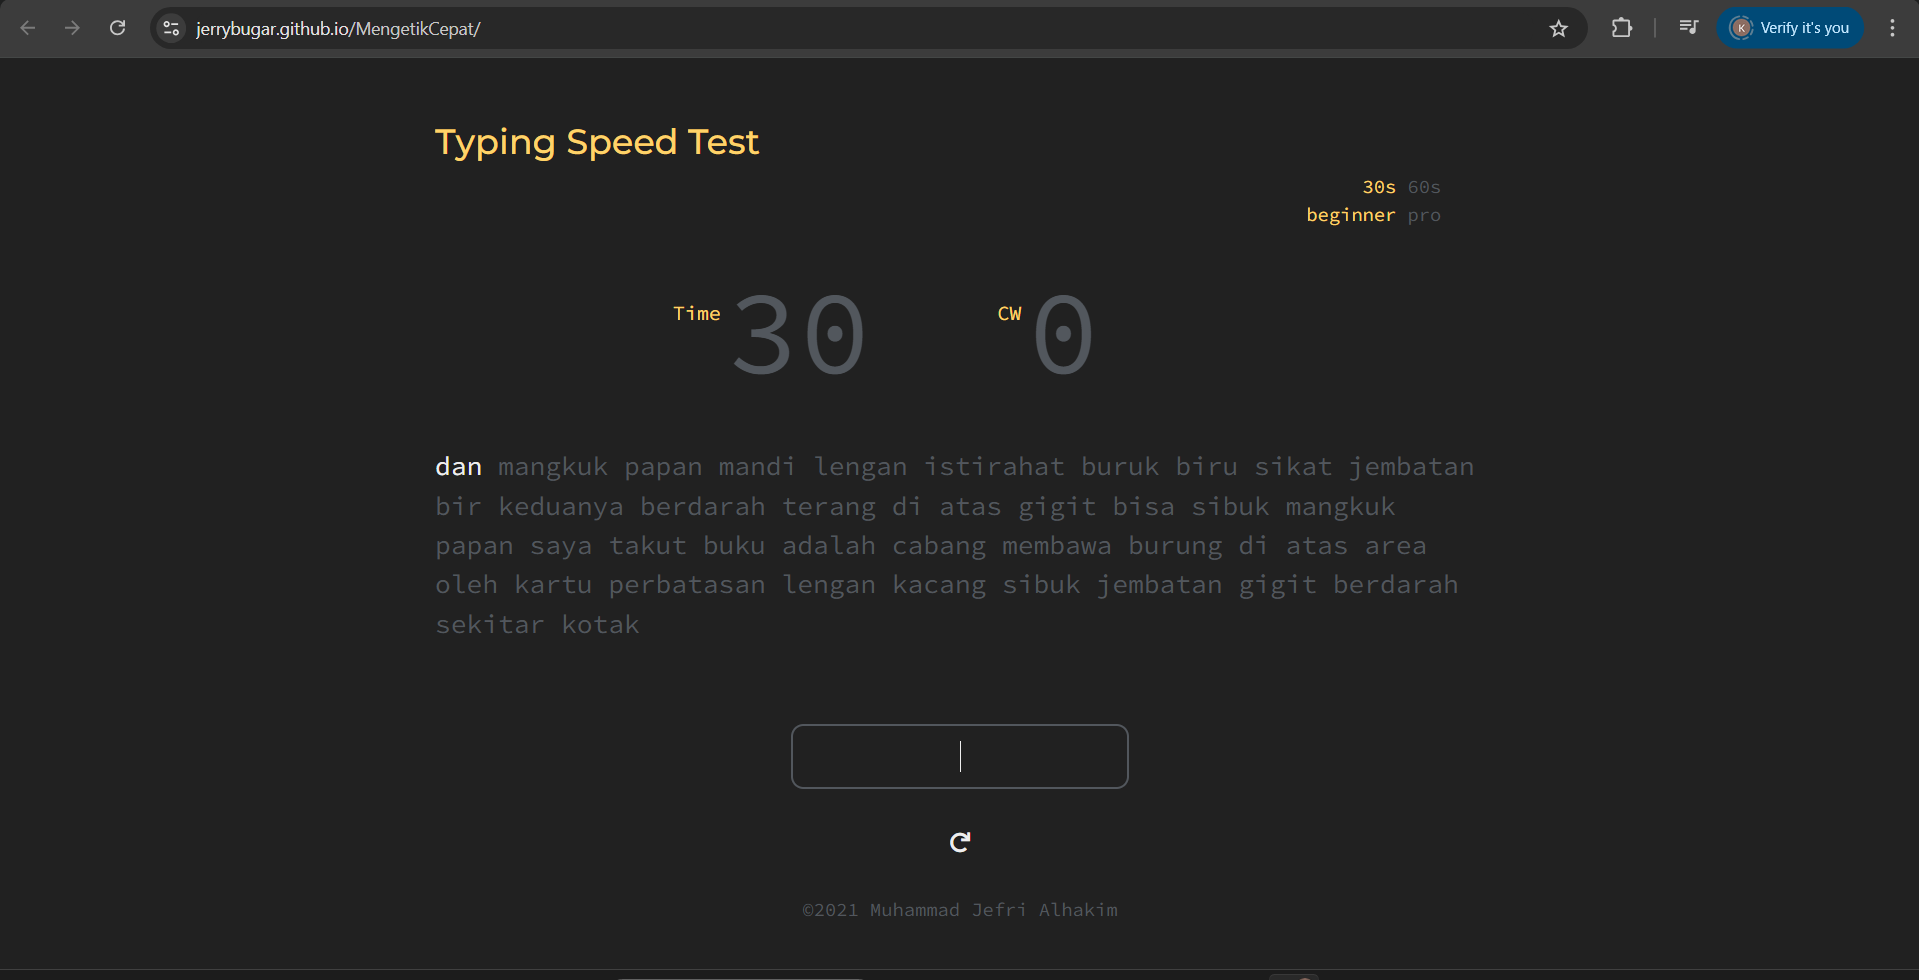 jerrybugar.github.io/MengetikCepat/
K Verify it's you
Typing Speed Test
30s 60s
beginner pro
Time 30 CW 0
dan mangkuk papan mandi lengan istirahat buruk biru sikat jembatan
bir keduanya berdarah terang di atas gigit bisa sibuk mangkuk
papan saya takut buku adalah cabang membawa burung di atas area
oleh kartu perbatasan lengan kacang sibuk jembatan gigit berdarah
sekitar kotak
©2021 Muhammad Jefri Alhakim